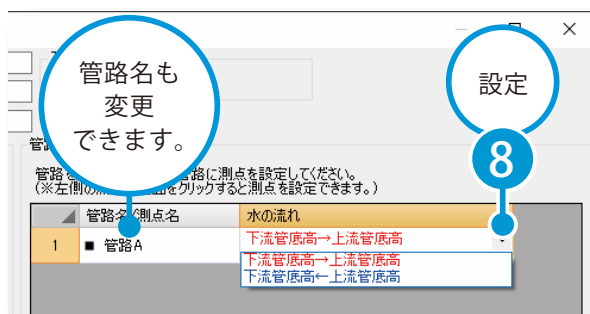 管路名も
変更
できます。
設定
8
管路を
路に測点を設定してください。
(※左側の
をクリックすると測点を設定できます。)
管路名
測点名
水の流れ
1
■ 管路A
下流管底高→上流管底高
下流管底高→上流管底高
下流管底高←上流管底高